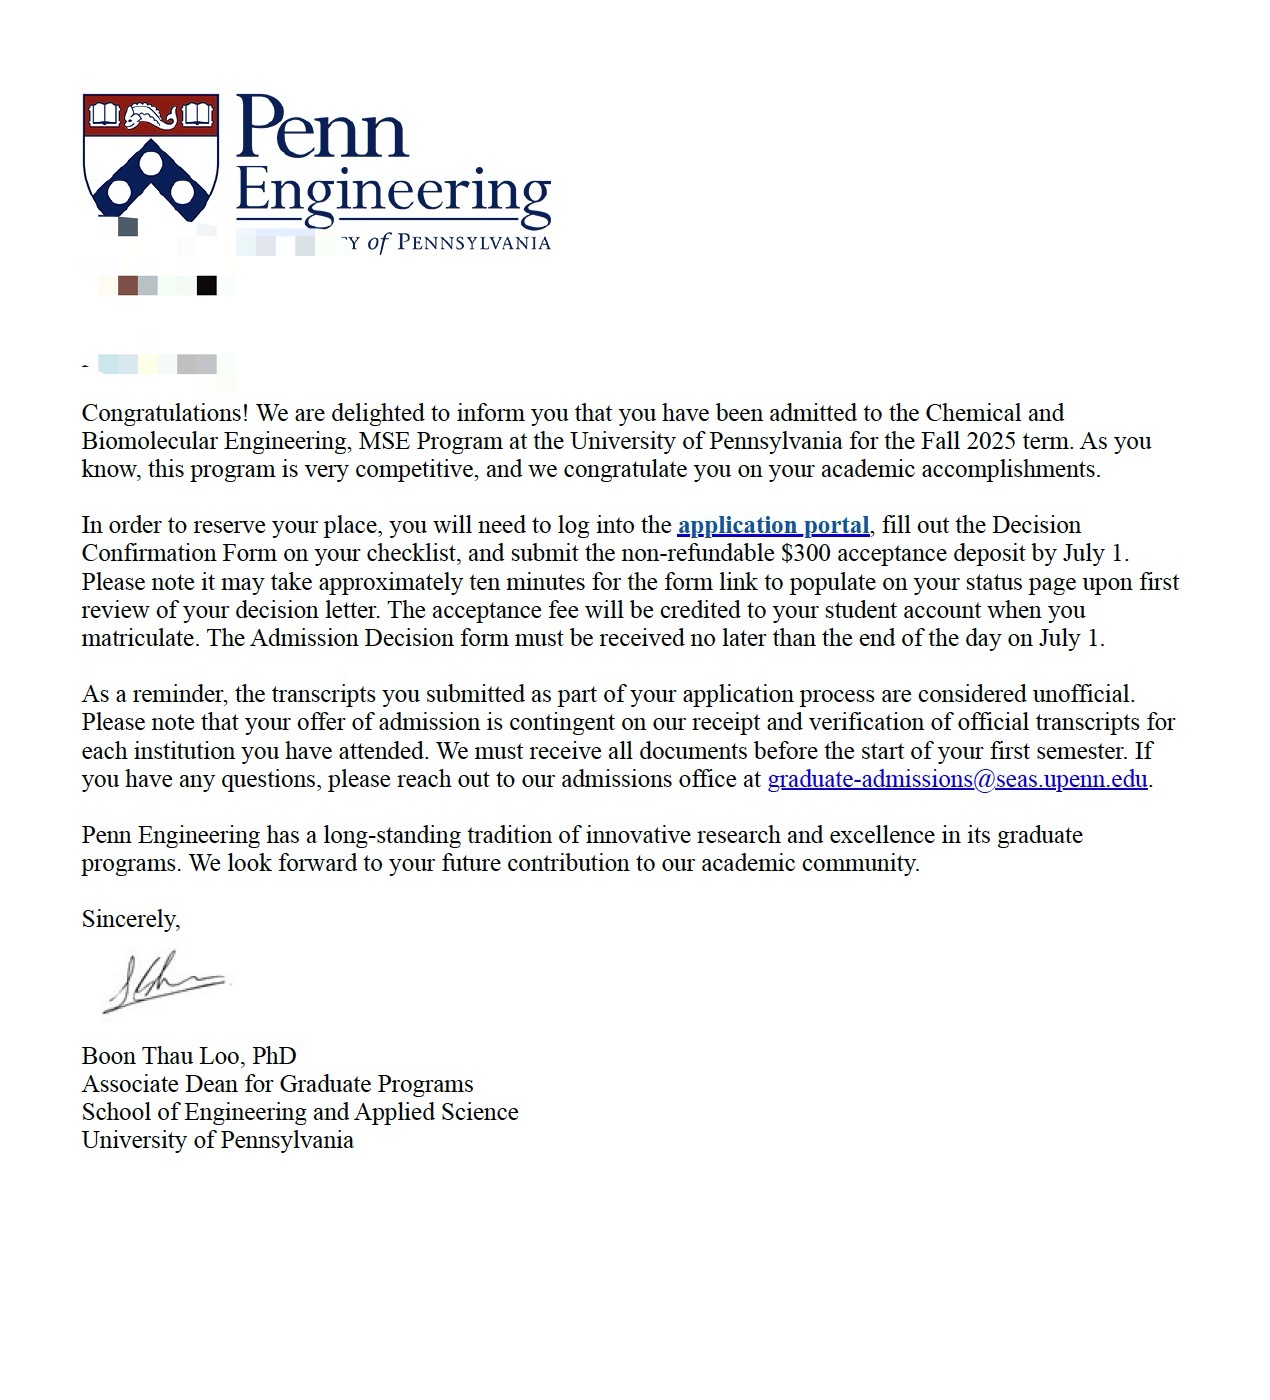 Penn
Engineering
of PENNSYLVANIA
Congratulations! We are delighted to inform you that you have been admitted to the Chemical and
Biomolecular Engineering, MSE Program at the University of Pennsylvania for the Fall 2025 term. As you
know, this program is very competitive, and we congratulate you on your academic accomplishments.
In order to reserve your place, you will need to log into the application portal, fill out the Decision
Confirmation Form on your checklist, and submit the non-refundable $300 acceptance deposit by July 1.
Please note it may take approximately ten minutes for the form link to populate on your status page upon first
review of your decision letter. The acceptance fee will be credited to your student account when you
matriculate. The Admission Decision form must be received no later than the end of the day on July 1.
As a reminder, the transcripts you submitted as part of your application process are considered unofficial.
Please note that your offer of admission is contingent on our receipt and verification of official transcripts for
each institution you have attended. We must receive all documents before the start of your first semester. If
you have any questions, please reach out to our admissions office at graduate-admissions@seas.upenn.edu.
Penn Engineering has a long-standing tradition of innovative research and excellence in its graduate
programs. We look forward to your future contribution to our academic community.
Sincerely,
Boon Thau Loo, PhD
Associate Dean for Graduate Programs
School of Engineering and Applied Science
University of Pennsylvania